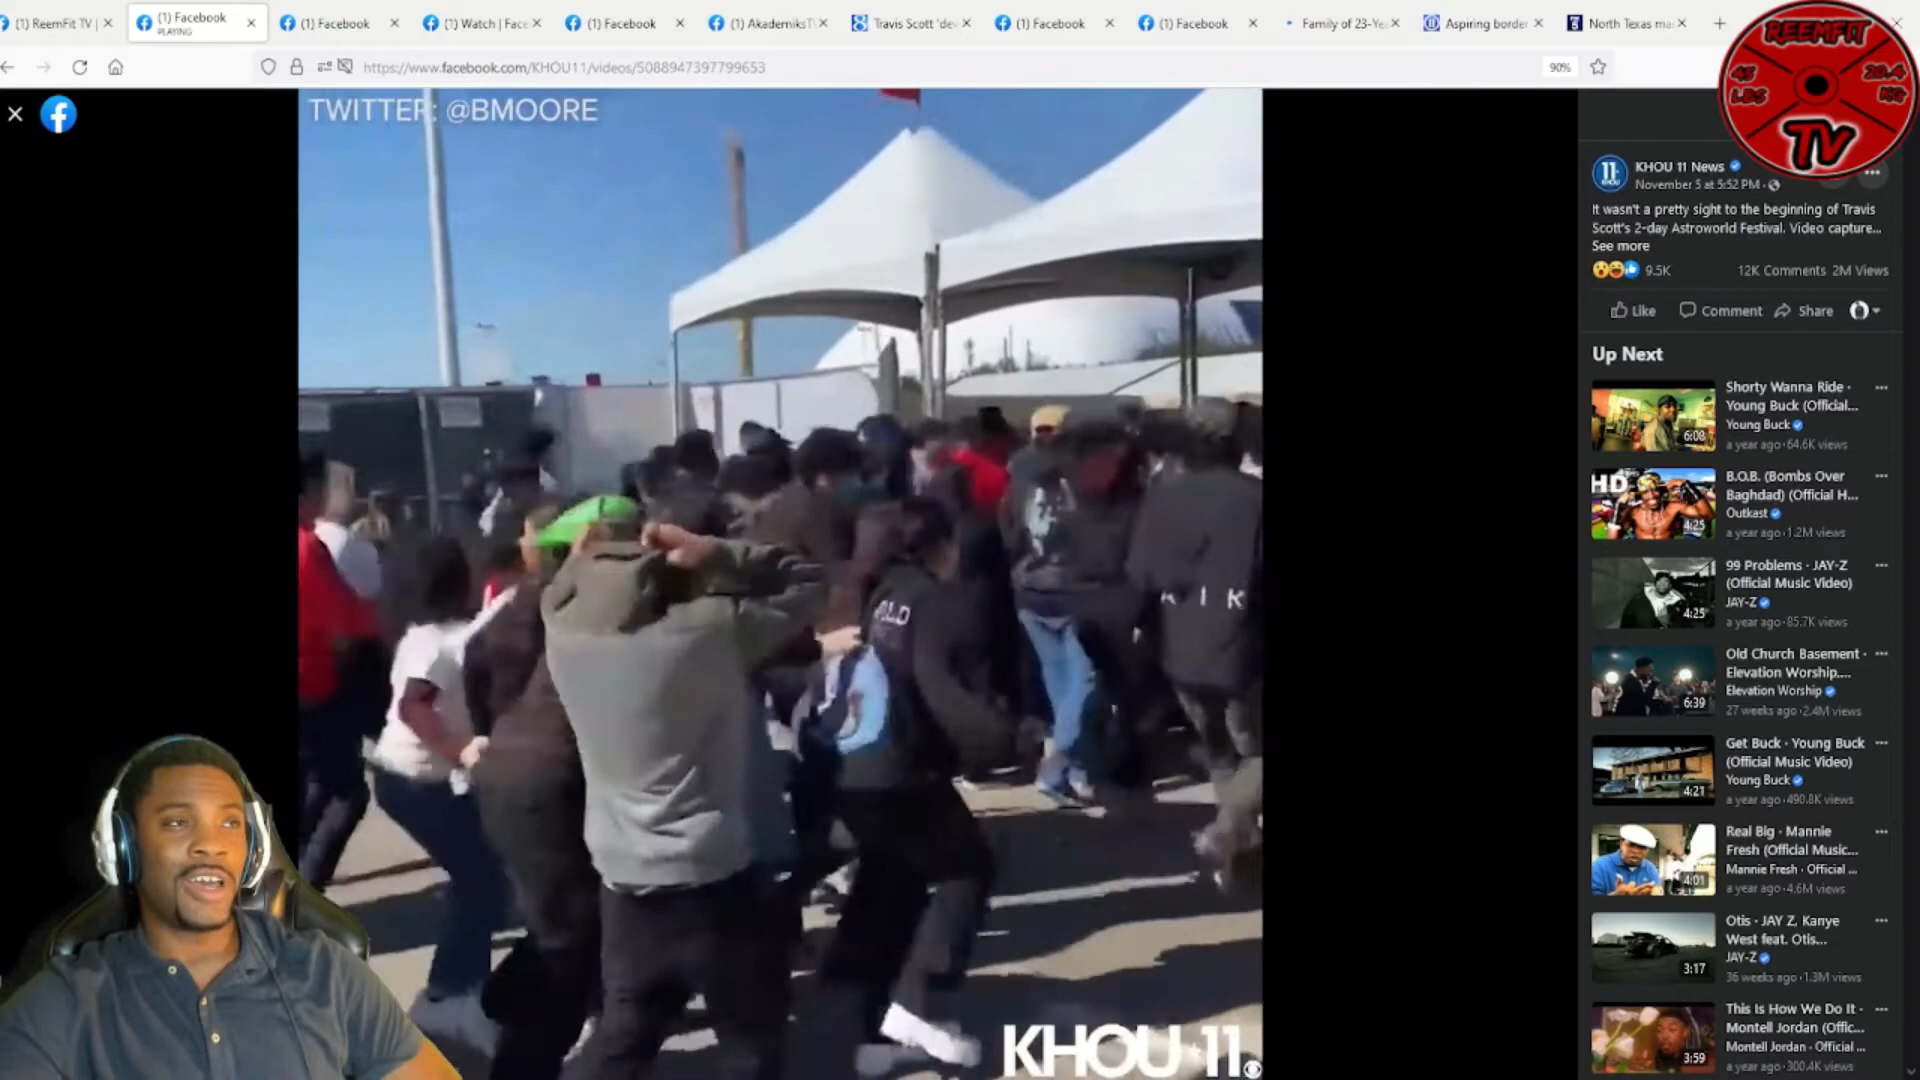 (1) ReemFit TV |
(1) Facebook
PLAYING
(1) Facebook
(1) Watch | Face
(1) Facebook
(1) AkademiksT
Travis Scott 'dev
(1) Facebook
(1) Facebook
Family of 23-Ye
Aspiring border
North Texas ma
https://www.facebook.com/KHOU11/videos/5088947397799653
90%
REEMFIT
45 LBS
20.4 KG
TV
TWITTER: @BMOORE
KHOU 11
KHOU 11 News
November 5 at 5:52 PM
It wasn't a pretty sight to the beginning of Travis
Scott's 2-day Astroworld Festival. Video capture...
See more
9.5K
12K Comments 2M Views
Like
Comment
Share
Up Next
Shorty Wanna Ride ·
Young Buck (Official...
Young Buck
a year ago · 64.6K views
6:08
B.O.B. (Bombs Over
Baghdad) (Official H...
Outkast
a year ago · 1.2M views
HD
4:25
99 Problems · JAY-Z
(Official Music Video)
JAY-Z
a year ago · 85.7K views
4:25
Old Church Basement ·
Elevation Worship....
Elevation Worship
27 weeks ago · 2.4M views
6:39
Get Buck · Young Buck
(Official Music Video)
Young Buck
a year ago · 490.8K views
4:21
Real Big · Mannie
Fresh (Official Music...
Mannie Fresh · Official ...
a year ago · 4.6M views
4:01
Otis · JAY Z, Kanye
West feat. Otis...
JAY-Z
36 weeks ago · 1.3M views
3:17
This Is How We Do It ·
Montell Jordan (Offic...
Montell Jordan · Official ...
a year ago · 300.4K views
3:59